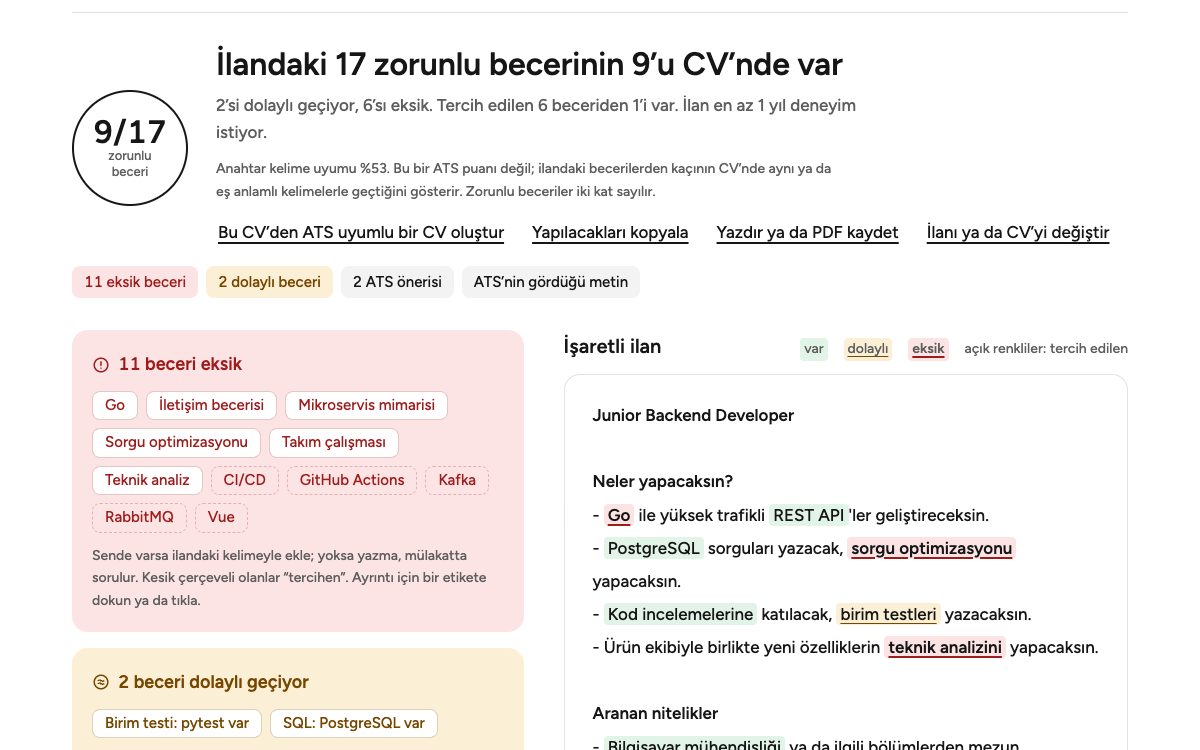 İlandaki 17 zorunlu becerinin 9’u CV’nde var
9/17
zorunlu
beceri
2’si dolaylı geçiyor, 6’sı eksik. Tercih edilen 6 beceriden 1’i var. İlan en az 1 yıl deneyim
istiyor.
Anahtar kelime uyumu %53. Bu bir ATS puanı değil; ilandaki becerilerden kaçının CV’nde aynı ya da
eş anlamlı kelimelerle geçtiğini gösterir. Zorunlu beceriler iki kat sayılır.
Bu CV’den ATS uyumlu bir CV oluştur Yapılacakları kopyala Yazdır ya da PDF kaydet İlanı ya da CV’yi değiştir
11 eksik beceri 2 dolaylı beceri 2 ATS önerisi ATS’nin gördüğü metin
11 beceri eksik
Go İletişim becerisi Mikroservis mimarisi
Sorgu optimizasyonu Takım çalışması
Teknik analiz CI/CD GitHub Actions Kafka
RabbitMQ Vue
Sende varsa ilandaki kelimeyle ekle; yoksa yazma, mülakatta
sorulur. Kesik çerçeveli olanlar “tercihen”. Ayrıntı için bir etikete
dokun ya da tıkla.
2 beceri dolaylı geçiyor
Birim testi: pytest var SQL: PostgreSQL var
İşaretli ilan var dolaylı eksik açık renkliler: tercih edilen
Junior Backend Developer
Neler yapacaksın?
- Go ile yüksek trafikli REST API'ler geliştireceksin.
- PostgreSQL sorguları yazacak, sorgu optimizasyonu
yapacaksın.
- Kod incelemelerine katılacak, birim testleri yazacaksın.
- Ürün ekibiyle birlikte yeni özelliklerin teknik analizini yapacaksın.
Aranan nitelikler
- Bilgisayar mühendisliği ya da ilgili bölümlerden mezun